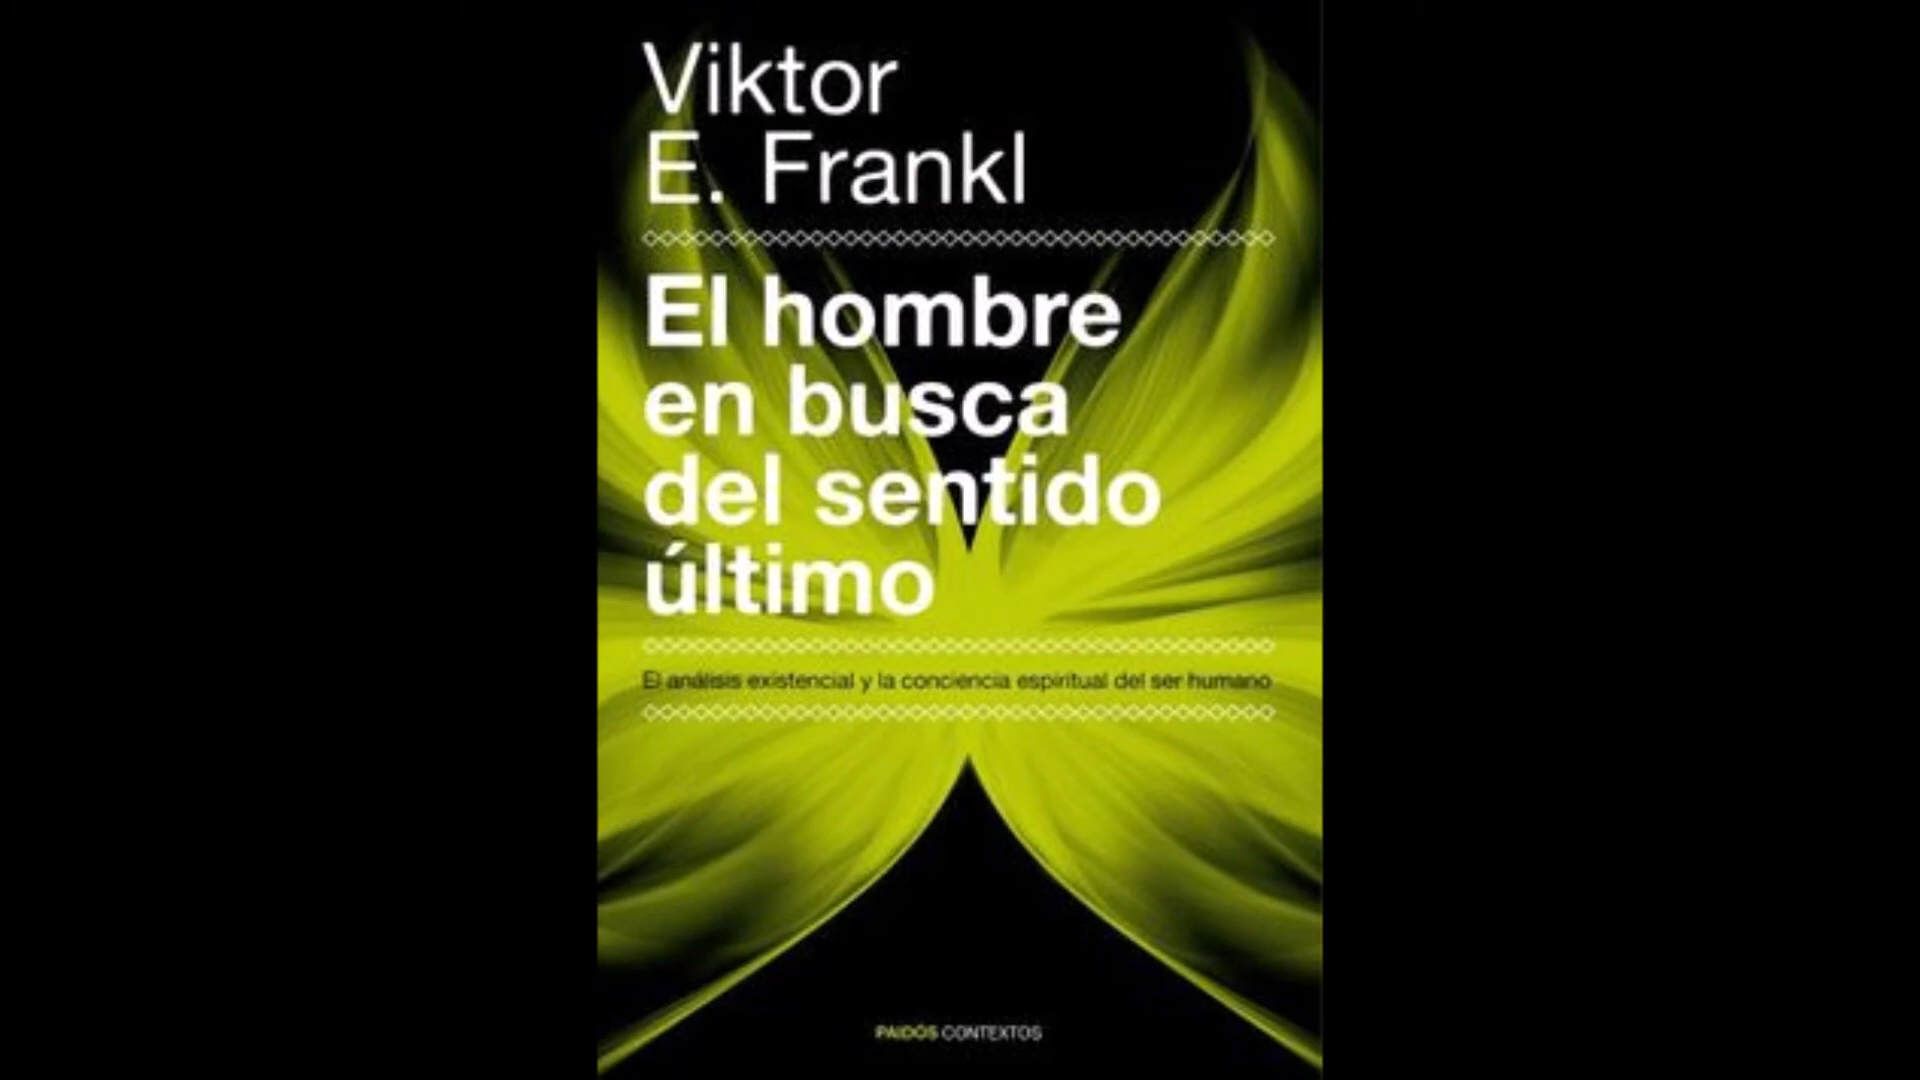 Viktor
E. Frankl
El hombre
en busca
del sentido
último
El análisis existencial y la conciencia espiritual del ser humano
PAIDÓS CONTEXTOS